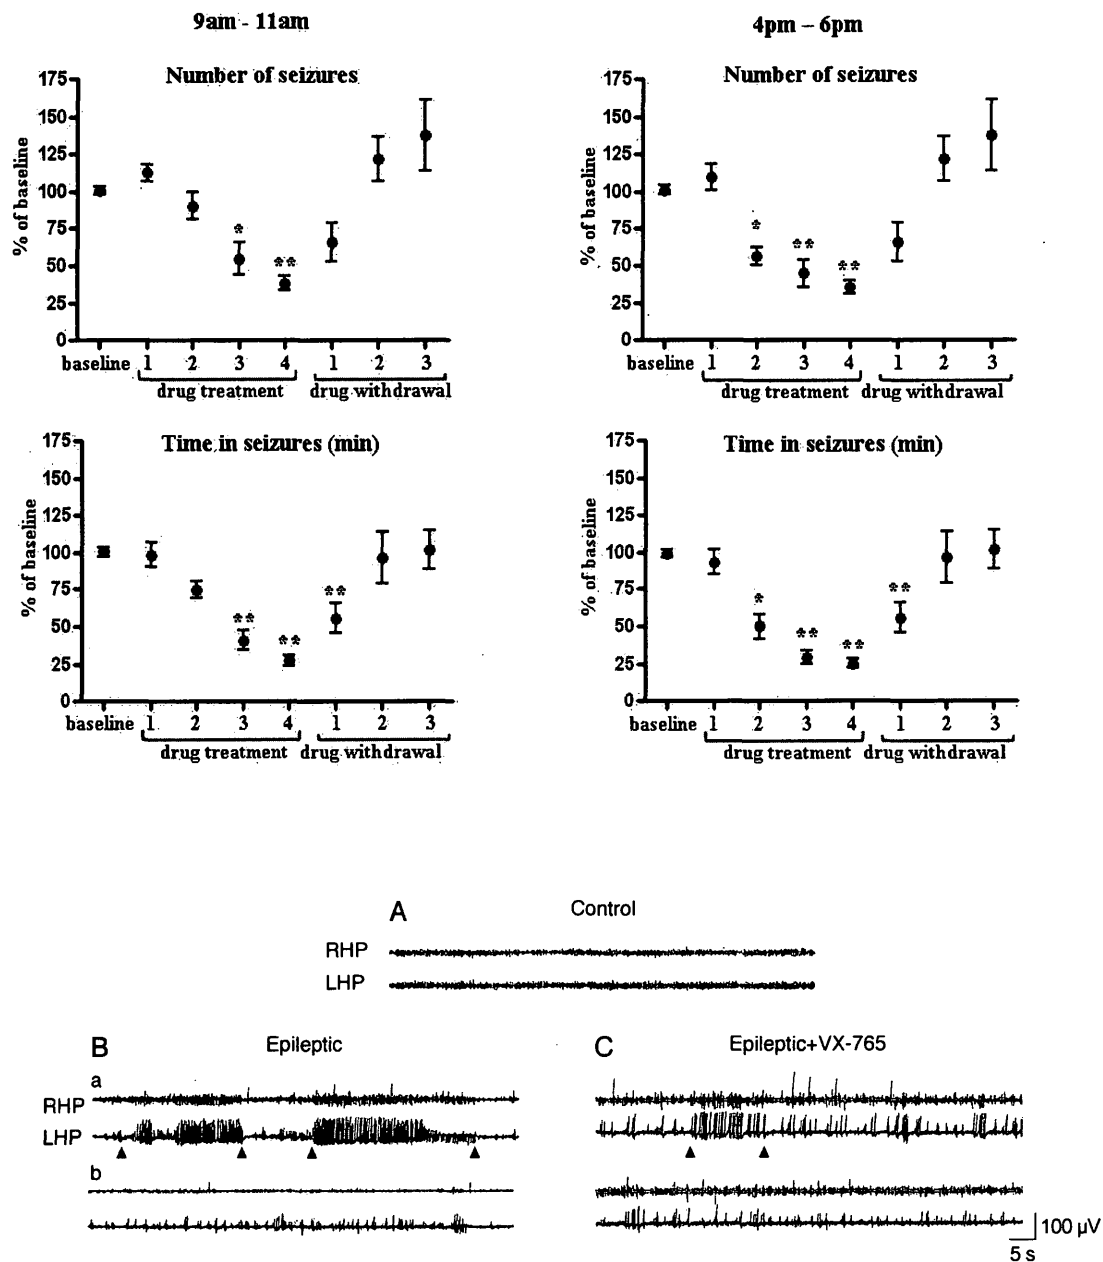 9am - 11am
4pm – 6pm
Number of seizures
175
150
125
100
75
50
25
0
% of baseline
*
**
baseline 1 2 3 4 1 2 3
drug treatment drug withdrawal
Number of seizures
175
150
125
100
75
50
25
0
% of baseline
*
**
**
baseline 1 2 3 4 1 2 3
drug treatment drug withdrawal
Time in seizures (min)
175
150
125
100
75
50
25
0
% of baseline
**
**
**
baseline 1 2 3 4 1 2 3
drug treatment drug withdrawal
Time in seizures (min)
175
150
125
100
75
50
25
0
% of baseline
*
**
**
**
baseline 1 2 3 4 1 2 3
drug treatment drug withdrawal
A Control
RHP
LHP
B Epileptic
a
RHP
LHP
b
C Epileptic+VX-765
100 µV
5 s